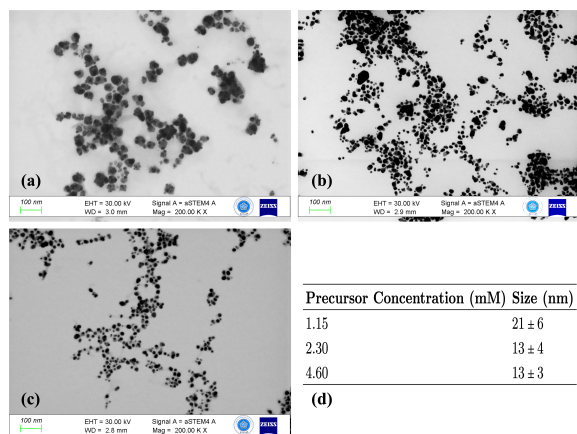 (a)
100 nm
EHT = 30.00 kV
Signal A = aSTEM4 A
WD = 3.0 mm
Mag = 200.00 K X
ZEISS
(b)
100 nm
EHT = 30.00 kV
Signal A = aSTEM4 A
WD = 2.9 mm
Mag = 200.00 K X
ZEISS
(c)
100 nm
EHT = 30.00 kV
Signal A = aSTEM4 A
WD = 2.8 mm
Mag = 200.00 K X
ZEISS
Precursor Concentration (mM) Size (nm)
1.15 21 ± 6
2.30 13 ± 4
4.60 13 ± 3
(d)